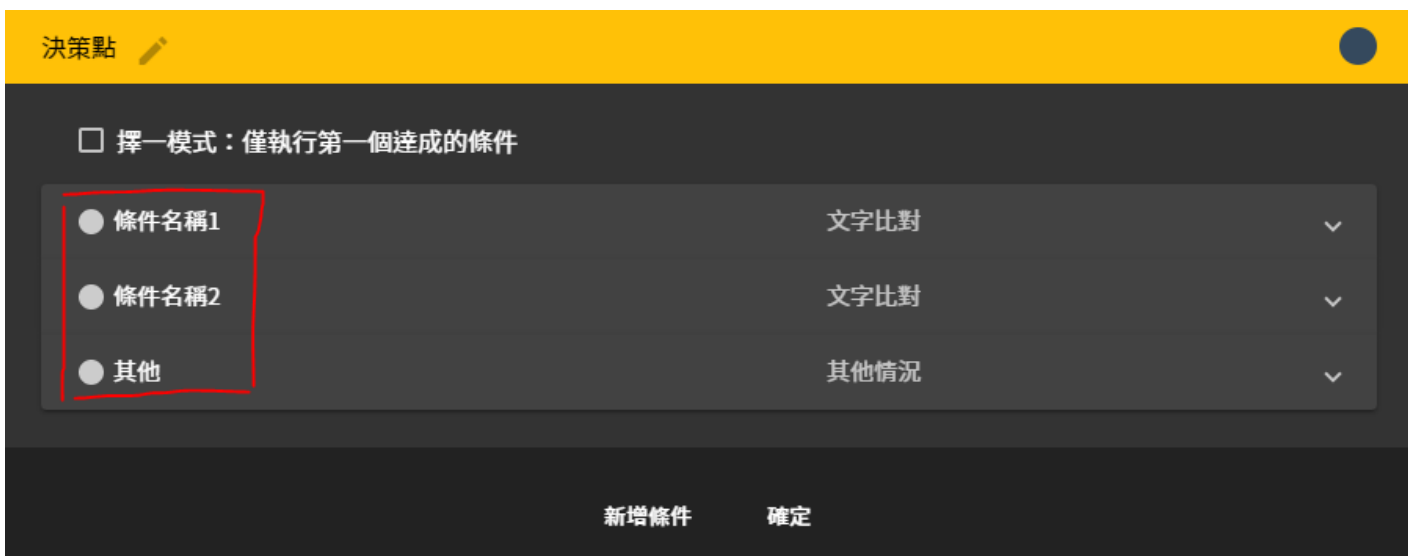 決策點
擇一模式：僅執行第一個達成的條件
條件名稱1 文字比對
條件名稱2 文字比對
其他 其他情況
新增條件 確定